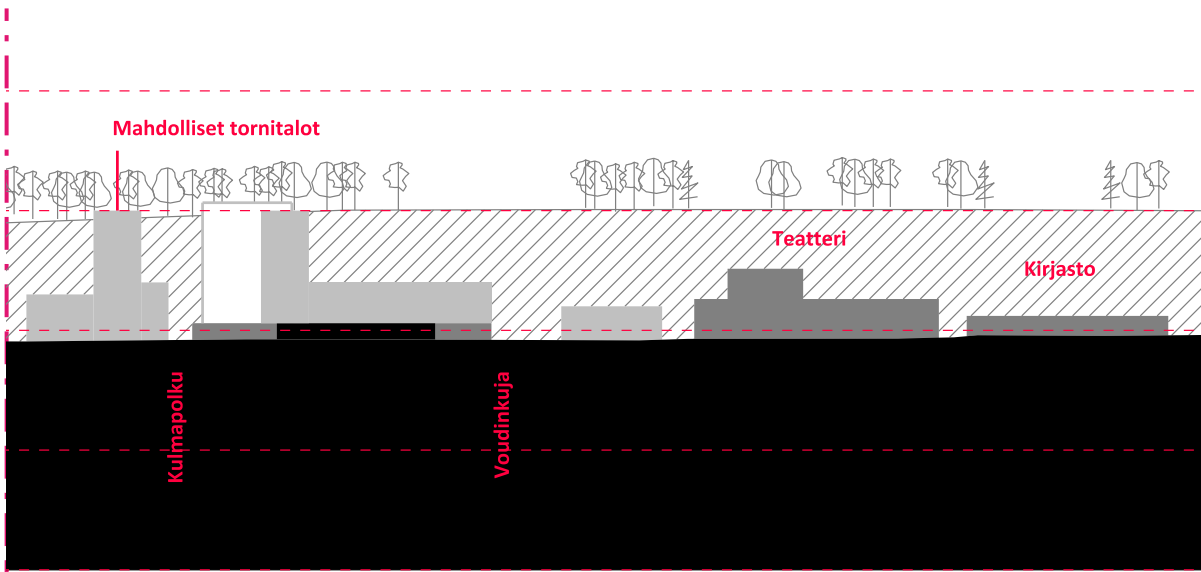 Mahdolliset tornitalot
Teatteri
Kirjasto
Kulmapolku
Voudinkuja